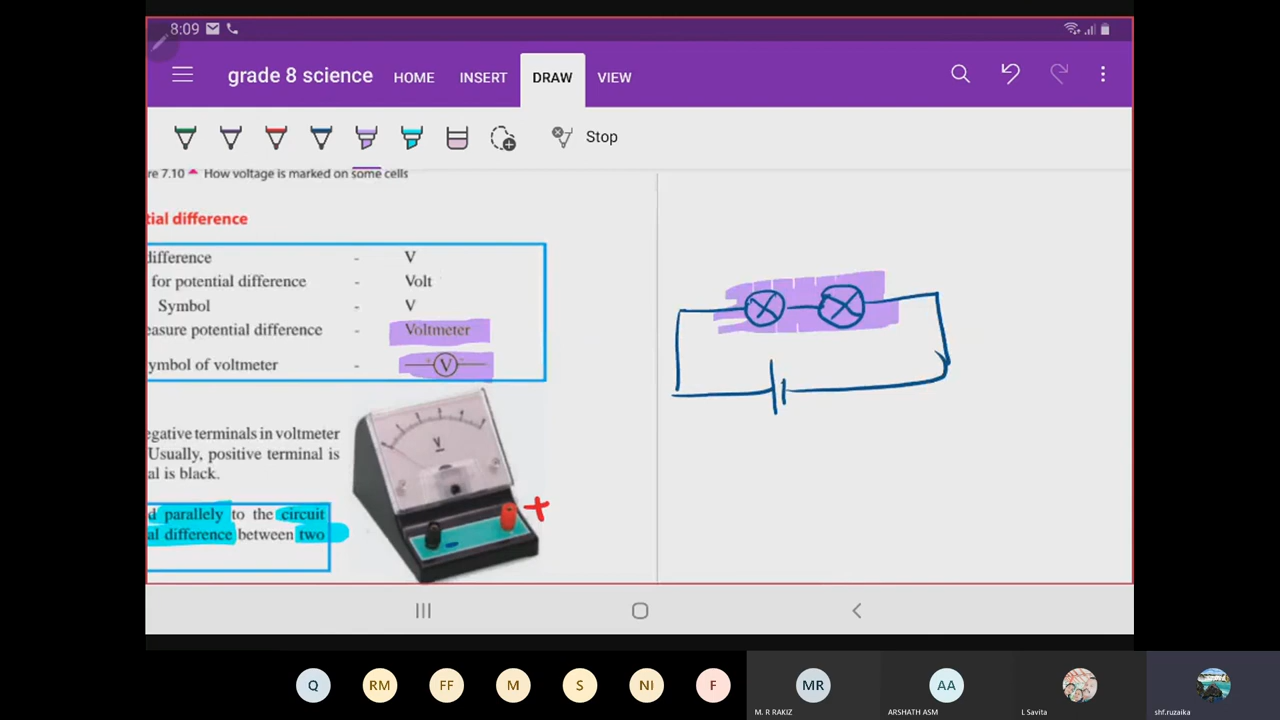 8:09
grade 8 science HOME INSERT DRAW VIEW
Stop
re 7.10 How voltage is marked on some cells
tial difference
difference - V
for potential difference - Volt
Symbol - V
easure potential difference - Voltmeter
ymbol of voltmeter - V
egative terminals in voltmeter
Usually, positive terminal is
al is black.
d parallely to the circuit
al difference between two
V
+
Q RM FF M S NI F MR AA
M. R RAKIZ ARSHATH ASM L Savita shf.ruzaika